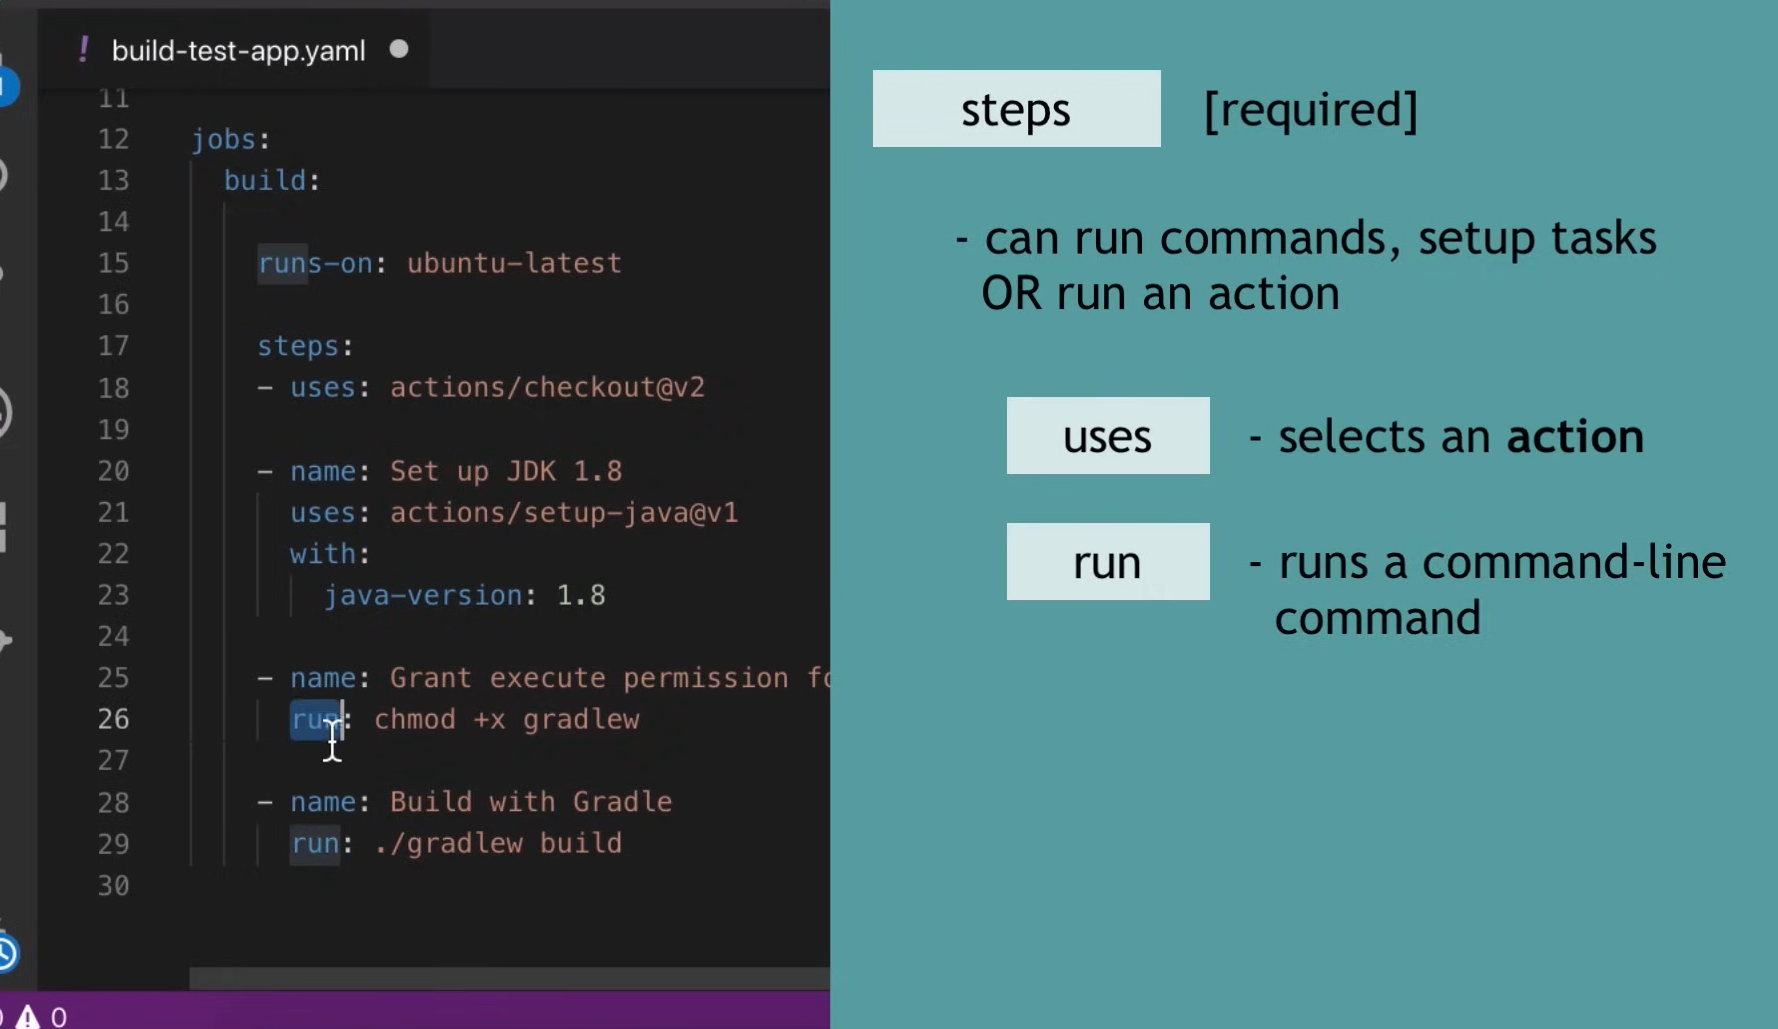 build-test-app.yaml
11
12 jobs:
13 build:
14
15 runs-on: ubuntu-latest
16
17 steps:
18 - uses: actions/checkout@v2
19
20 - name: Set up JDK 1.8
21 uses: actions/setup-java@v1
22 with:
23 java-version: 1.8
24
25 - name: Grant execute permission fo
26 run: chmod +x gradlew
27
28 - name: Build with Gradle
29 run: ./gradlew build
30
0
steps [required]
- can run commands, setup tasks
OR run an action
uses - selects an action
run - runs a command-line
command